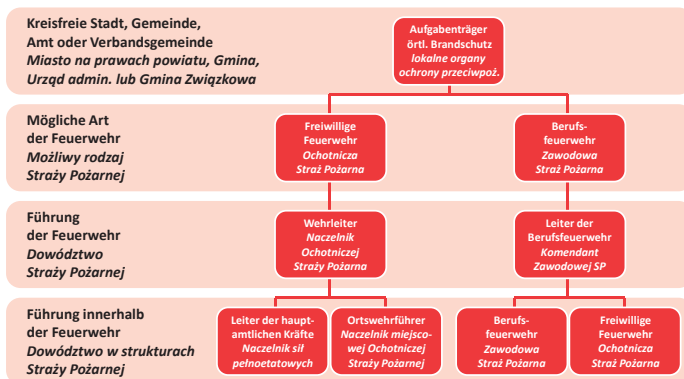 Kreisfreie Stadt, Gemeinde,
Amt oder Verbandsgemeinde
Miasto na prawach powiatu, Gmina,
Urząd admin. lub Gmina Związkowa
Aufgabenträger
örtl. Brandschutz
lokalne organy
ochrony przeciwpoż.
Mögliche Art
der Feuerwehr
Możliwy rodzaj
Straży Pożarnej
Freiwillige
Feuerwehr
Ochotnicza
Straż Pożarna
Berufs-
feuerwehr
Zawodowa
Straż Pożarna
Führung
der Feuerwehr
Dowództwo
Straży Pożarnej
Wehrleiter
Naczelnik
Ochotniczej
Straży Pożarna
Leiter der
Berufsfeuerwehr
Komendant
Zawodowej SP
Führung innerhalb
der Feuerwehr
Dowództwo w strukturach
Straży Pożarnej
Leiter der haupt-
amtlichen Kräfte
Naczelnik sił
pełnoetatowych
Ortswehrführer
Naczelnik miejsco-
wej Ochotniczej
Straży Pożarnej
Berufs-
feuerwehr
Zawodowa
Straż Pożarna
Freiwillige
Feuerwehr
Ochotnicza
Straż Pożarna